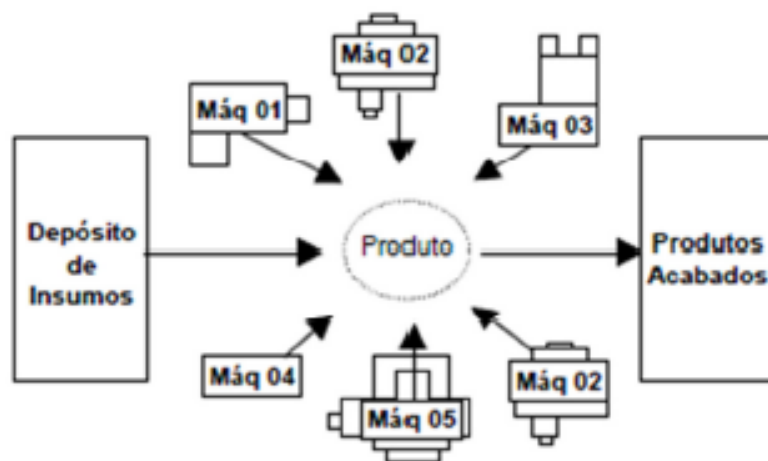 Máq 02
Máq 01
Máq 03
Depósito
de
Insumos
Produto
Produtos
Acabados
Máq 04
Máq 05
Máq 02